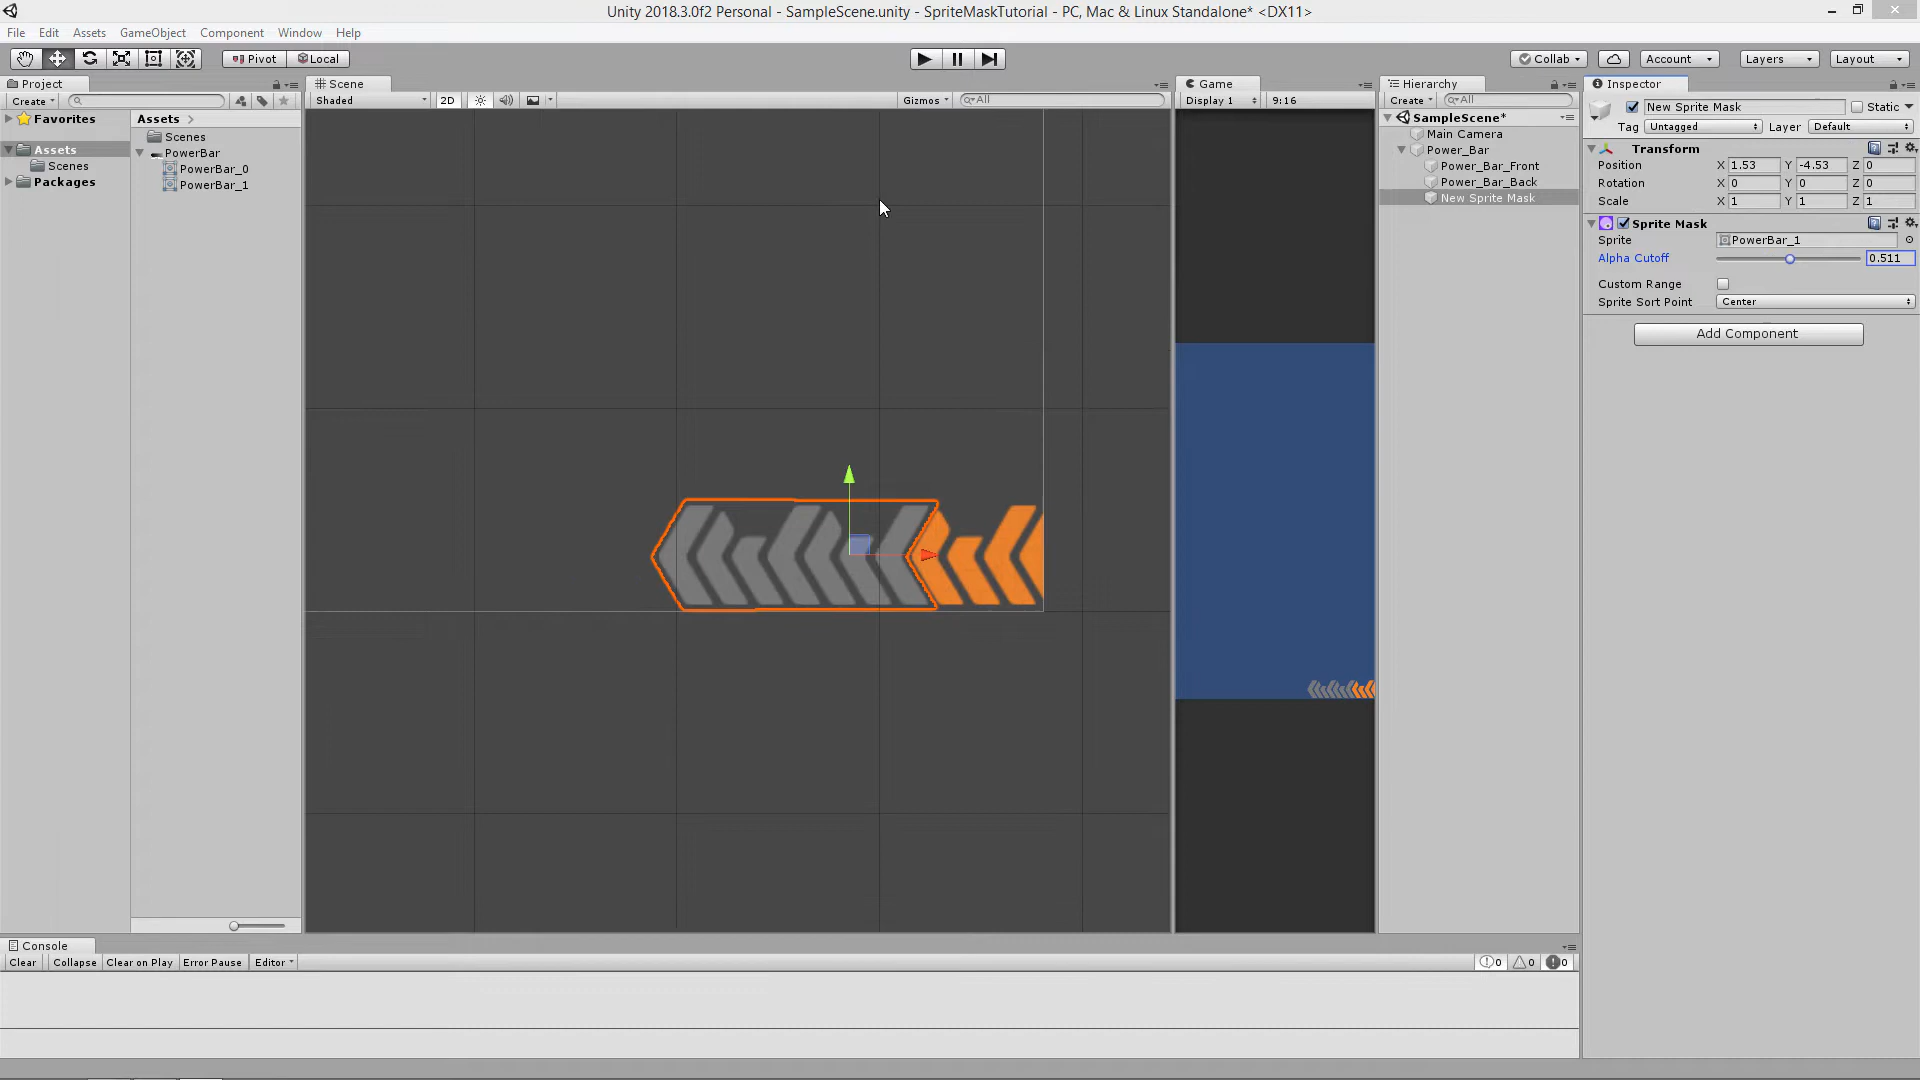 Unity 2018.3.0f2 Personal - SampleScene.unity - SpriteMaskTutorial - PC, Mac & Linux Standalone* <DX11>
File Edit Assets GameObject Component Window Help
Pivot Local Collab Account Layers Layout
Project Scene Game Hierarchy Inspector
Create Shaded 2D Gizmos All Display 1 9:16 Create All
New Sprite Mask Static
Tag Untagged Layer Default
Favorites
Assets
Scenes
Packages
Assets
Scenes
PowerBar
PowerBar_0
PowerBar_1
SampleScene*
Main Camera
Power_Bar
Power_Bar_Front
Power_Bar_Back
New Sprite Mask
Transform
Position X 1.53 Y -4.53 Z 0
Rotation X 0 Y 0 Z 0
Scale X 1 Y 1 Z 1
Sprite Mask
Sprite PowerBar_1
Alpha Cutoff 0.511
Custom Range
Sprite Sort Point Center
Add Component
Console
Clear Collapse Clear on Play Error Pause Editor 0 0 0